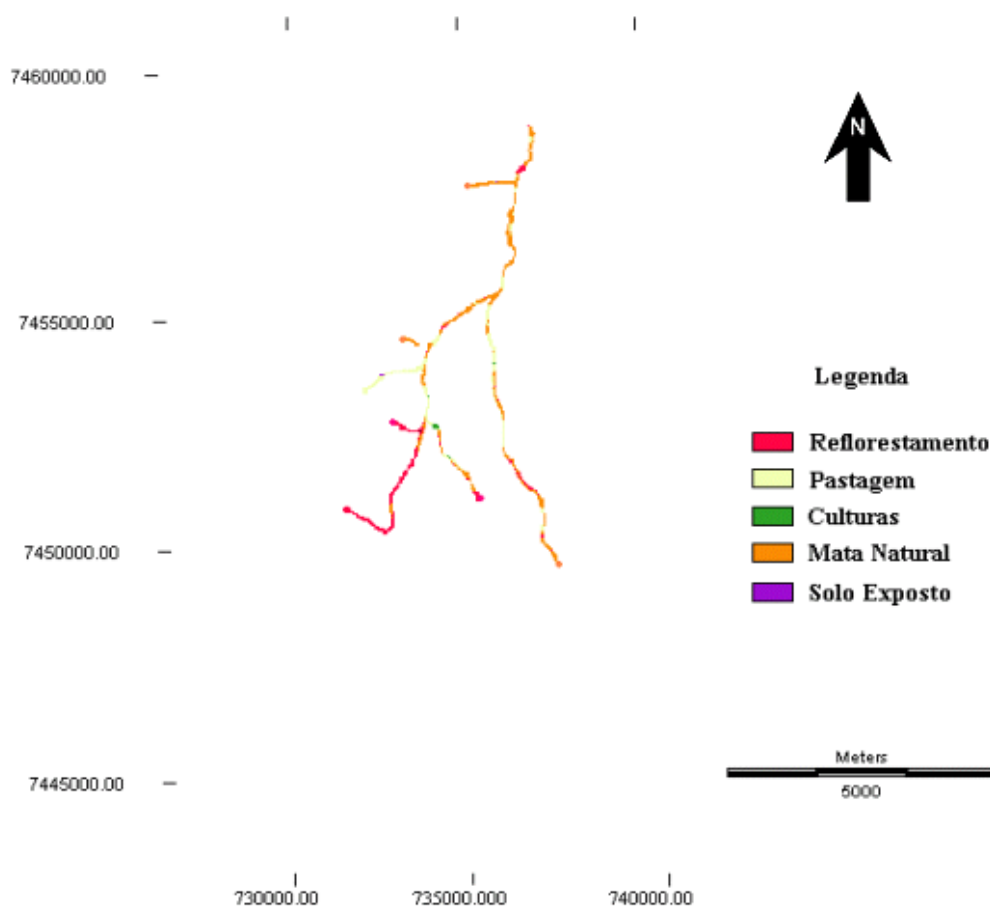 7460000.00
N
7455000.00
Legenda
Reflorestamento
Pastagem
7450000.00
Culturas
Mata Natural
Solo Exposto
7445000.00
Meters
5000
730000.00
735000.00
740000.00